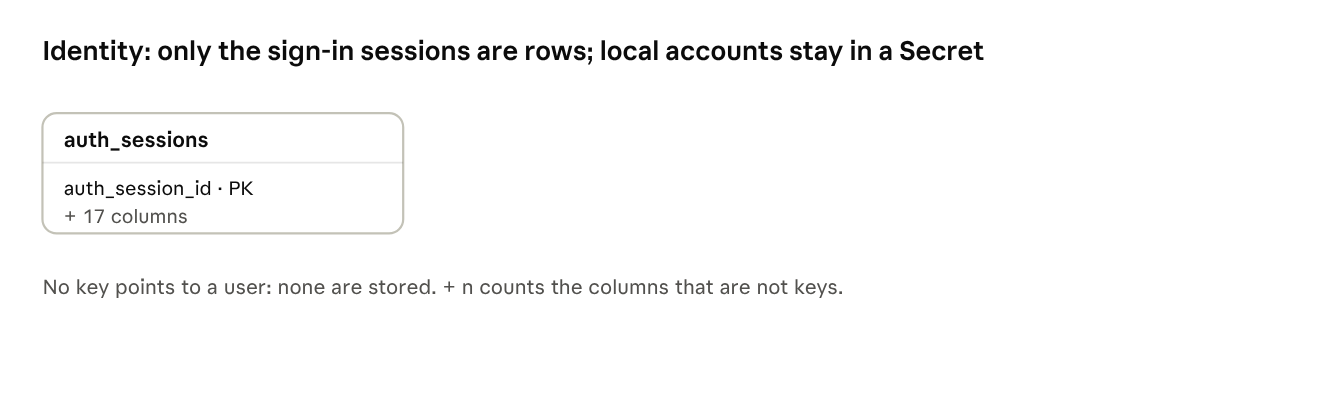 Identity: only the sign-in sessions are rows; local accounts stay in a Secret
auth_sessions
auth_session_id · PK
+ 17 columns
No key points to a user: none are stored. + n counts the columns that are not keys.